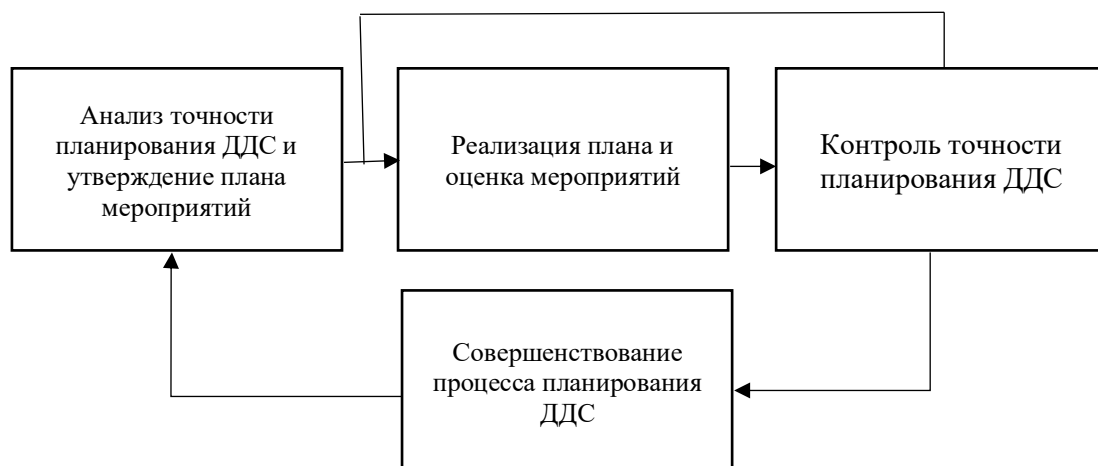 Анализ точности
планирования ДДС и
утверждение плана
мероприятий
Реализация плана и
оценка мероприятий
Контроль точности
планирования ДДС
Совершенствование
процесса планирования
ДДС